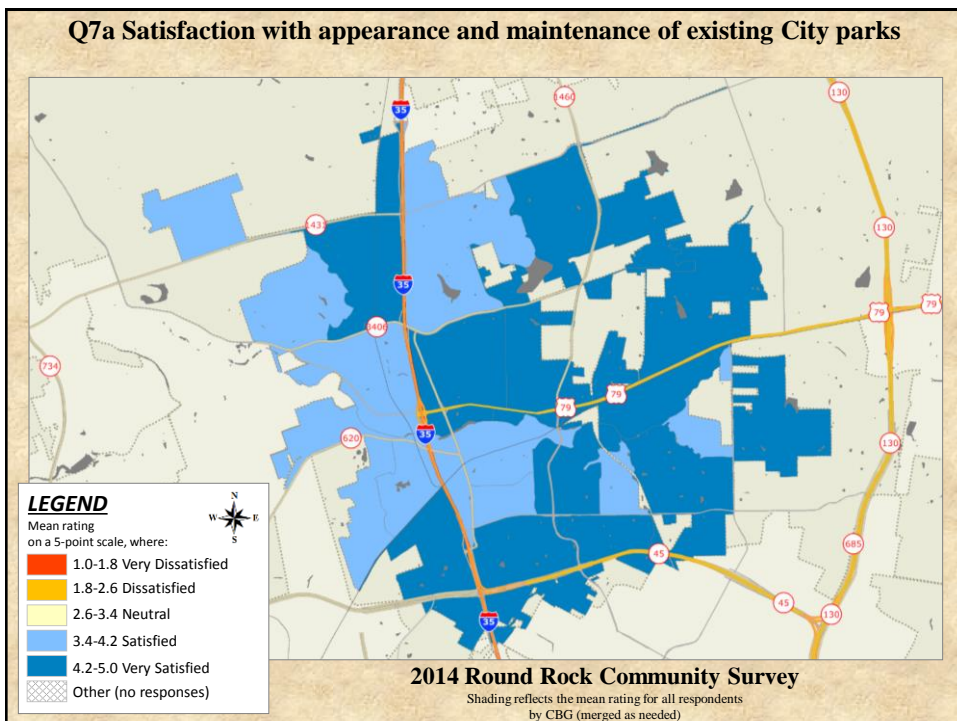 Q7a Satisfaction with appearance and maintenance of existing City parks
35
1460
130
1431
130
35
3406
79
79
734
79
79
620
35
130
45
685
45
130
35
LEGEND
N
W E
S
Mean rating
on a 5-point scale, where:
1.0-1.8 Very Dissatisfied
1.8-2.6 Dissatisfied
2.6-3.4 Neutral
3.4-4.2 Satisfied
4.2-5.0 Very Satisfied
Other (no responses)
2014 Round Rock Community Survey
Shading reflects the mean rating for all respondents
by CBG (merged as needed)